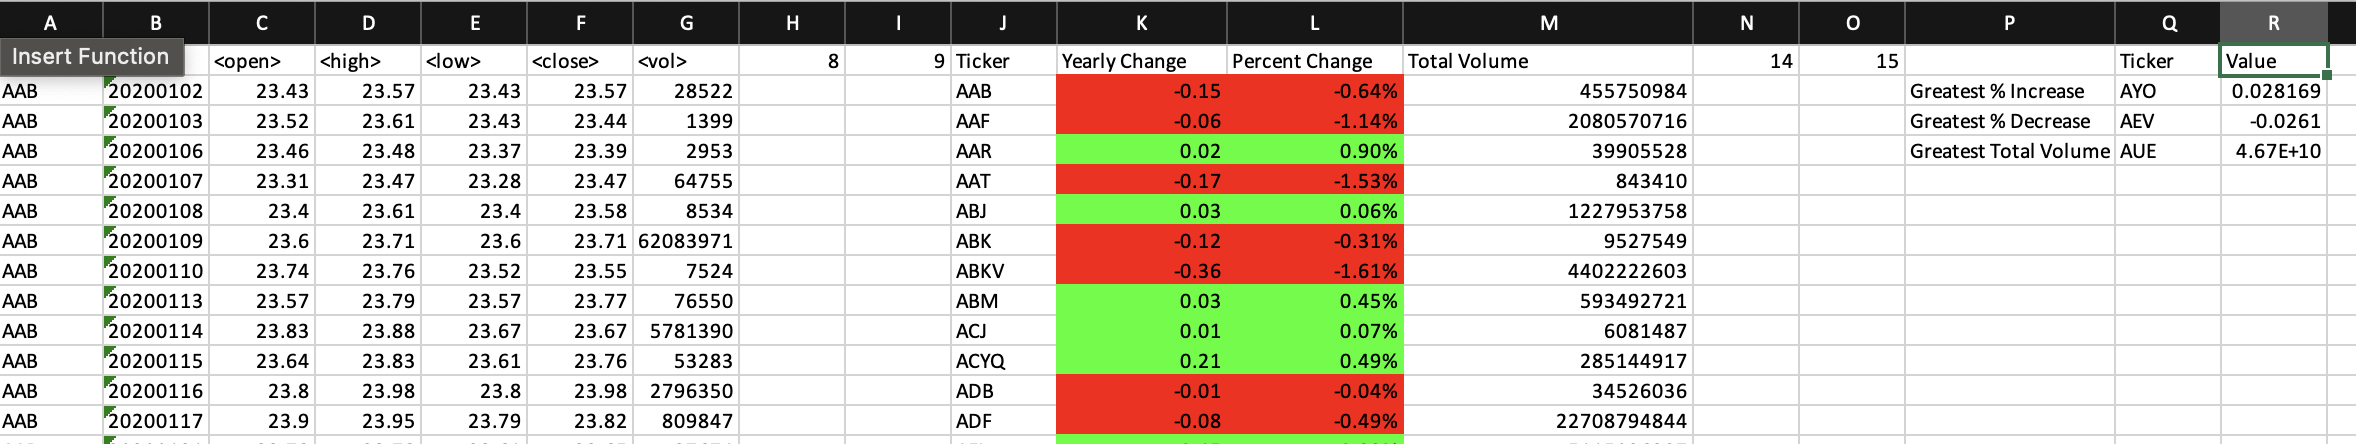 A B C D E F G H I J K L M N O P Q R
Insert Function <open> <high> <low> <close> <vol> 8 9 Ticker Yearly Change Percent Change Total Volume 14 15 Ticker Value
AAB 20200102 23.43 23.57 23.43 23.57 28522 AAB -0.15 -0.64% 455750984 Greatest % Increase AYO 0.028169
AAB 20200103 23.52 23.61 23.43 23.44 1399 AAF -0.06 -1.14% 2080570716 Greatest % Decrease AEV -0.0261
AAB 20200106 23.46 23.48 23.37 23.39 2953 AAR 0.02 0.90% 39905528 Greatest Total Volume AUE 4.67E+10
AAB 20200107 23.31 23.47 23.28 23.47 64755 AAT -0.17 -1.53% 843410
AAB 20200108 23.4 23.61 23.4 23.58 8534 ABJ 0.03 0.06% 1227953758
AAB 20200109 23.6 23.71 23.6 23.71 62083971 ABK -0.12 -0.31% 9527549
AAB 20200110 23.74 23.76 23.52 23.55 7524 ABKV -0.36 -1.61% 4402222603
AAB 20200113 23.57 23.79 23.57 23.77 76550 ABM 0.03 0.45% 593492721
AAB 20200114 23.83 23.88 23.67 23.67 5781390 ACJ 0.01 0.07% 6081487
AAB 20200115 23.64 23.83 23.61 23.76 53283 ACYQ 0.21 0.49% 285144917
AAB 20200116 23.8 23.98 23.8 23.98 2796350 ADB -0.01 -0.04% 34526036
AAB 20200117 23.9 23.95 23.79 23.82 809847 ADF -0.08 -0.49% 22708794844